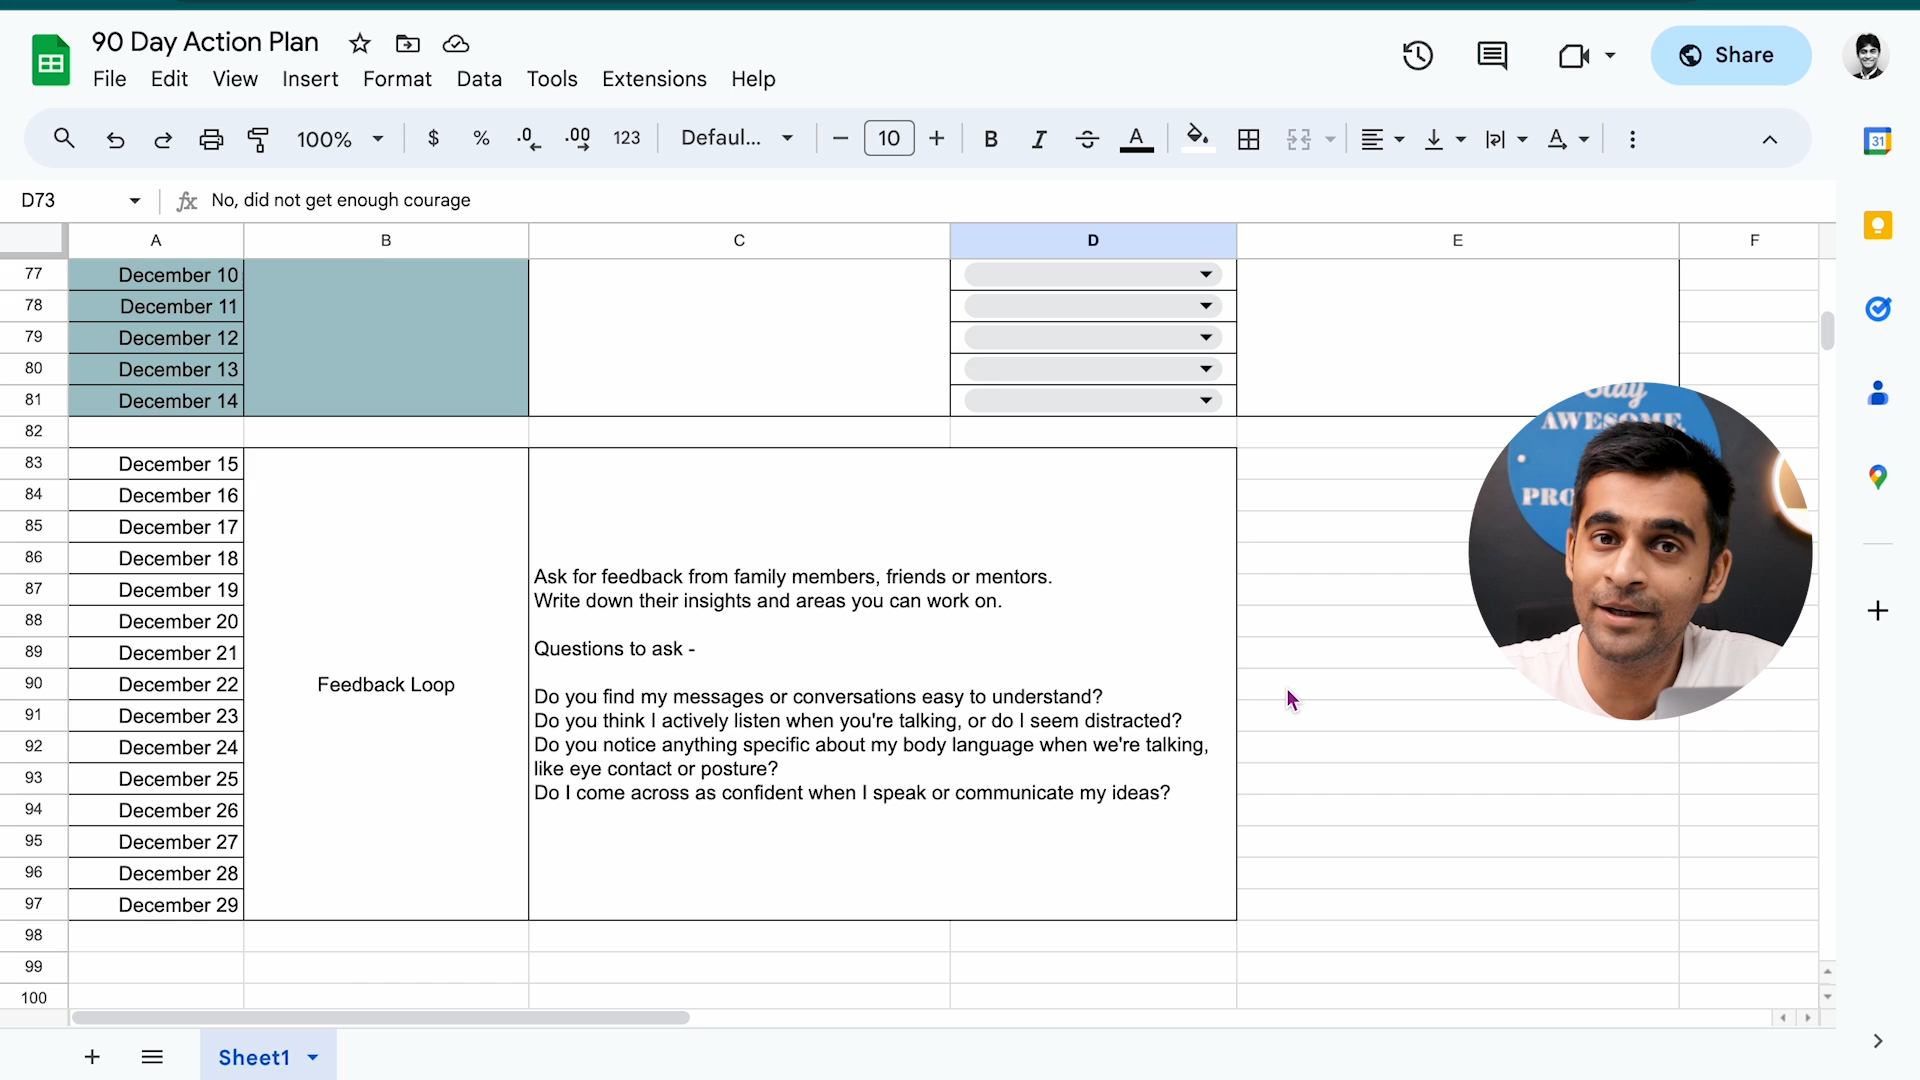 90 Day Action Plan
File Edit View Insert Format Data Tools Extensions Help
Share
100% $ % .0 .00 123 Defaul... 10 B I A
31
D73 fx No, did not get enough courage
A B C D E F
77 December 10
78 December 11
79 December 12
80 December 13
81 December 14
82
83 December 15
84 December 16
85 December 17
86 December 18
87 December 19
88 December 20
89 December 21
90 December 22
91 December 23
92 December 24
93 December 25
94 December 26
95 December 27
96 December 28
97 December 29
98
99
100
Feedback Loop
Ask for feedback from family members, friends or mentors.
Write down their insights and areas you can work on.
Questions to ask -
Do you find my messages or conversations easy to understand?
Do you think I actively listen when you're talking, or do I seem distracted?
Do you notice anything specific about my body language when we're talking,
like eye contact or posture?
Do I come across as confident when I speak or communicate my ideas?
Stay
AWESOME
Sheet1